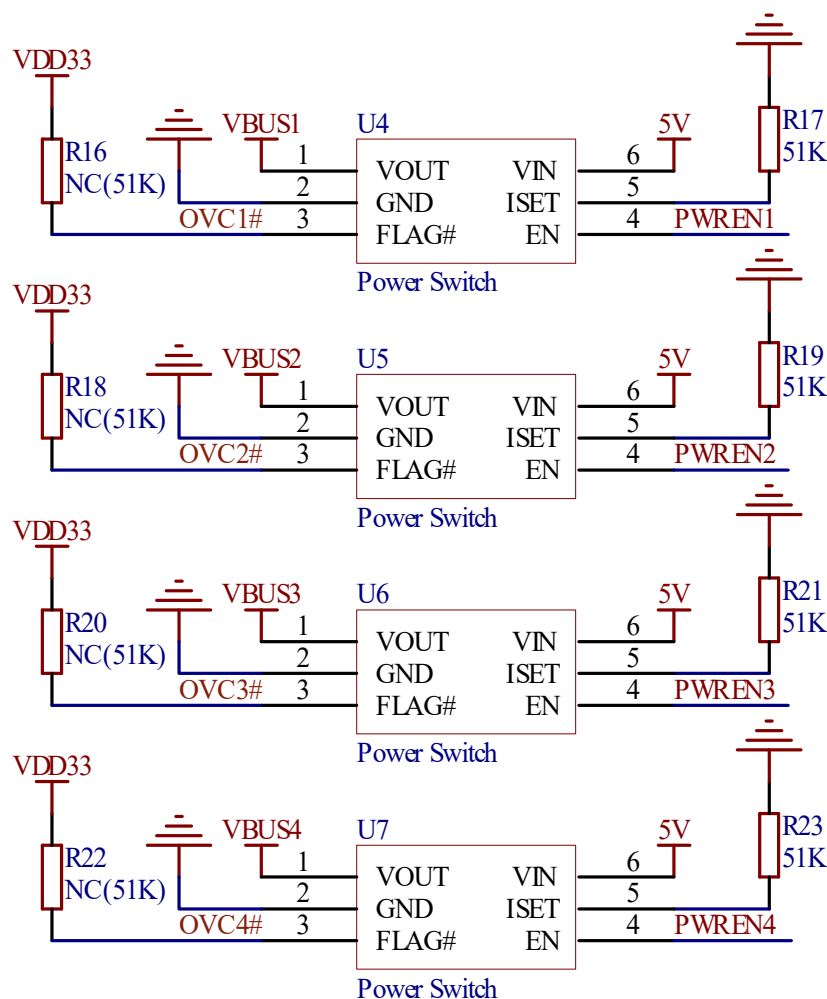 VDD33
R16
NC(51K)
VBUS1
OVC1#
U4
1 VOUT VIN 6
2 GND ISET 5
3 FLAG# EN 4
Power Switch
5V
PWREN1
R17
51K
VDD33
R18
NC(51K)
VBUS2
OVC2#
U5
1 VOUT VIN 6
2 GND ISET 5
3 FLAG# EN 4
Power Switch
5V
PWREN2
R19
51K
VDD33
R20
NC(51K)
VBUS3
OVC3#
U6
1 VOUT VIN 6
2 GND ISET 5
3 FLAG# EN 4
Power Switch
5V
PWREN3
R21
51K
VDD33
R22
NC(51K)
VBUS4
OVC4#
U7
1 VOUT VIN 6
2 GND ISET 5
3 FLAG# EN 4
Power Switch
5V
PWREN4
R23
51K